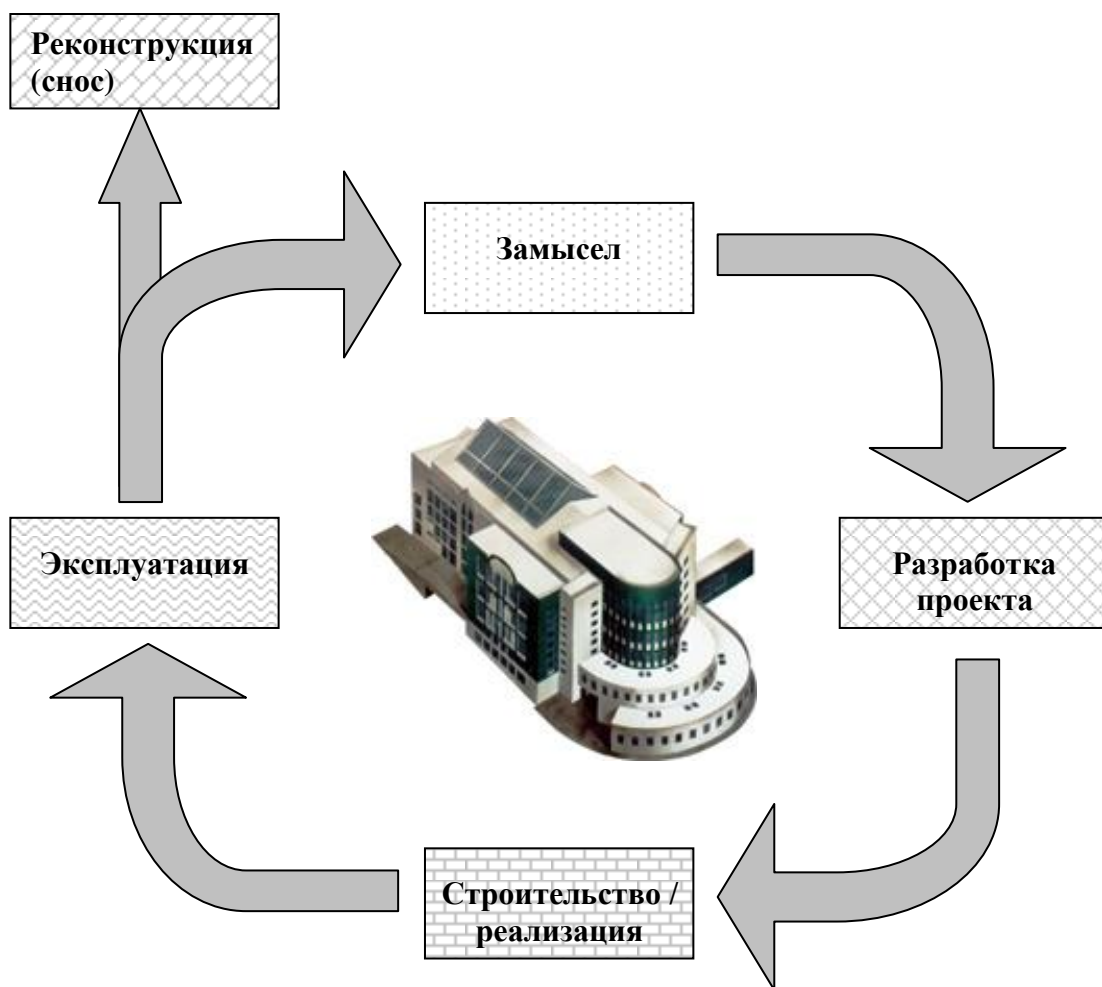 Реконструкция
(снос)
Замысел
Эксплуатация
Разработка
проекта
Строительство /
реализация